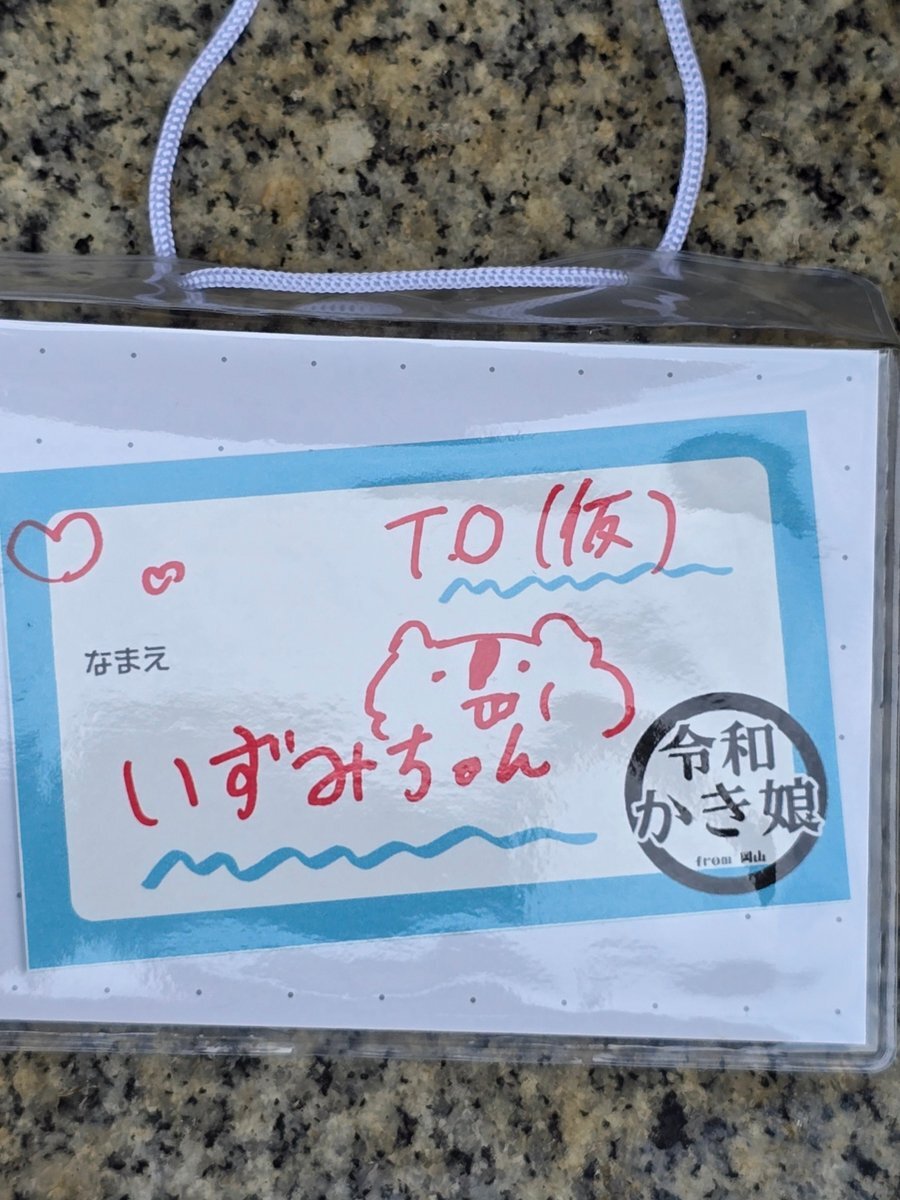 T.O(仮)
なまえ
いずみちゃん
令和
かき娘
from 岡山